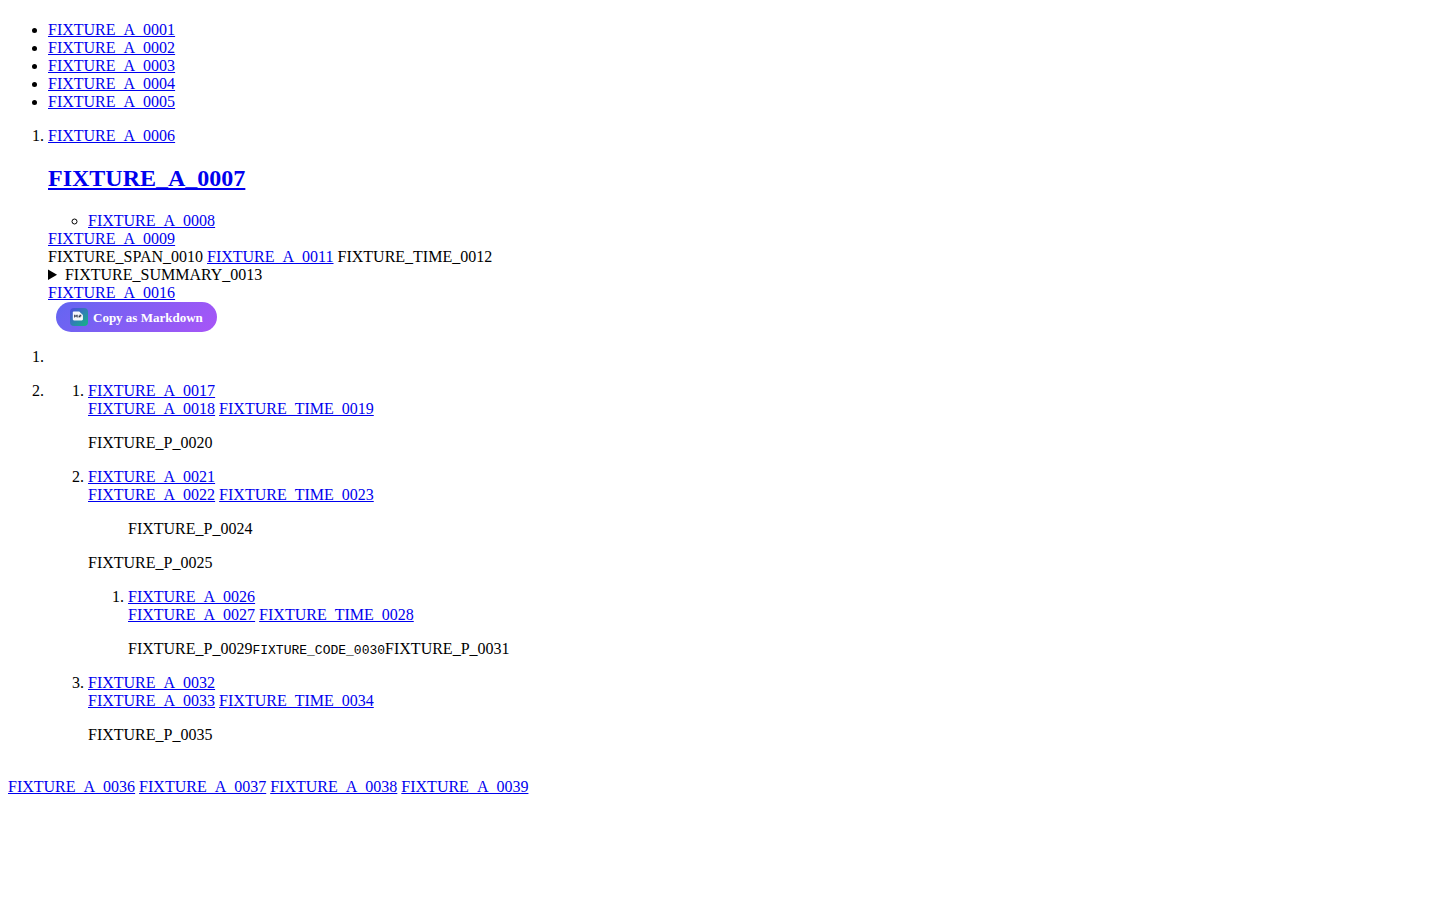 FIXTURE_A_0001
FIXTURE_A_0002
FIXTURE_A_0003
FIXTURE_A_0004
FIXTURE_A_0005
1. FIXTURE_A_0006
FIXTURE_A_0007
FIXTURE_A_0008
FIXTURE_A_0009
FIXTURE_SPAN_0010 FIXTURE_A_0011 FIXTURE_TIME_0012
FIXTURE_SUMMARY_0013
FIXTURE_A_0016
Copy as Markdown
1.
2. 1. FIXTURE_A_0017
FIXTURE_A_0018 FIXTURE_TIME_0019
FIXTURE_P_0020
2. FIXTURE_A_0021
FIXTURE_A_0022 FIXTURE_TIME_0023
FIXTURE_P_0024
FIXTURE_P_0025
1. FIXTURE_A_0026
FIXTURE_A_0027 FIXTURE_TIME_0028
FIXTURE_P_0029FIXTURE_CODE_0030FIXTURE_P_0031
3. FIXTURE_A_0032
FIXTURE_A_0033 FIXTURE_TIME_0034
FIXTURE_P_0035
FIXTURE_A_0036 FIXTURE_A_0037 FIXTURE_A_0038 FIXTURE_A_0039